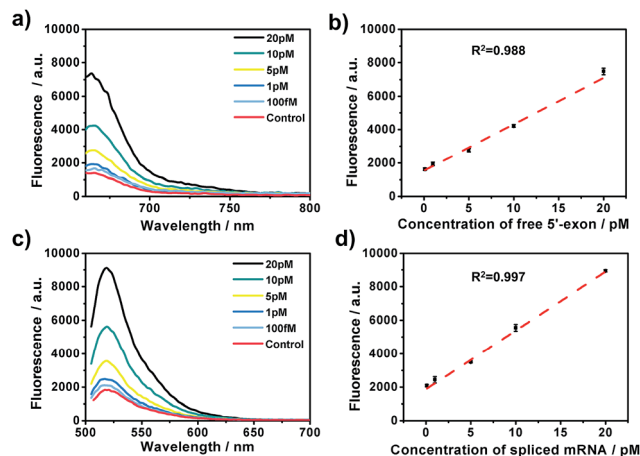 a)
Fluorescence / a.u.
10000
8000
6000
4000
2000
0
20pM
10pM
5pM
1pM
100fM
Control
700
750
800
Wavelength / nm
b)
Fluorescence / a.u.
10000
8000
6000
4000
2000
0
R²=0.988
0
5
10
15
20
Concentration of free 5'-exon / pM
c)
Fluorescence / a.u.
10000
8000
6000
4000
2000
0
20pM
10pM
5pM
1pM
100fM
Control
500
550
600
650
700
Wavelength / nm
d)
Fluorescence / a.u.
10000
8000
6000
4000
2000
0
R²=0.997
0
5
10
15
20
Concentration of spliced mRNA / pM